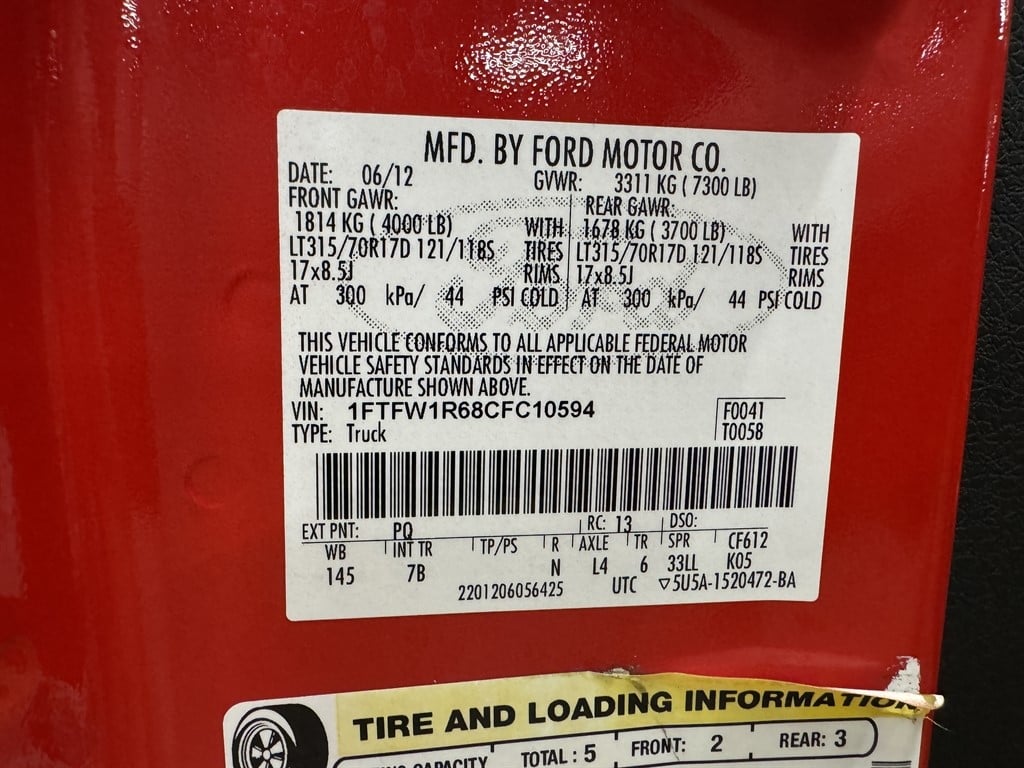 MFD. BY FORD MOTOR CO.
DATE: 06/12 GVWR: 3311 KG ( 7300 LB)
FRONT GAWR: REAR GAWR:
1814 KG ( 4000 LB) WITH 1678 KG ( 3700 LB) WITH
LT315/70R17D 121/118S TIRES LT315/70R17D 121/118S TIRES
17x8.5J RIMS 17x8.5J RIMS
AT 300 kPa/ 44 PSI COLD AT 300 kPa/ 44 PSI COLD
THIS VEHICLE CONFORMS TO ALL APPLICABLE FEDERAL MOTOR
VEHICLE SAFETY STANDARDS IN EFFECT ON THE DATE OF
MANUFACTURE SHOWN ABOVE.
VIN: 1FTFW1R68CFC10594 F0041
TYPE: Truck T0058
EXT PNT: PQ RC: 13 DSO:
WB INT TR TP/PS R AXLE TR SPR CF612
145 7B N L4 6 33LL K05
2201206056425 UTC ▽5U5A-1520472-BA
TIRE AND LOADING INFORMATION
CAPACITY TOTAL : 5 FRONT: 2 REAR: 3